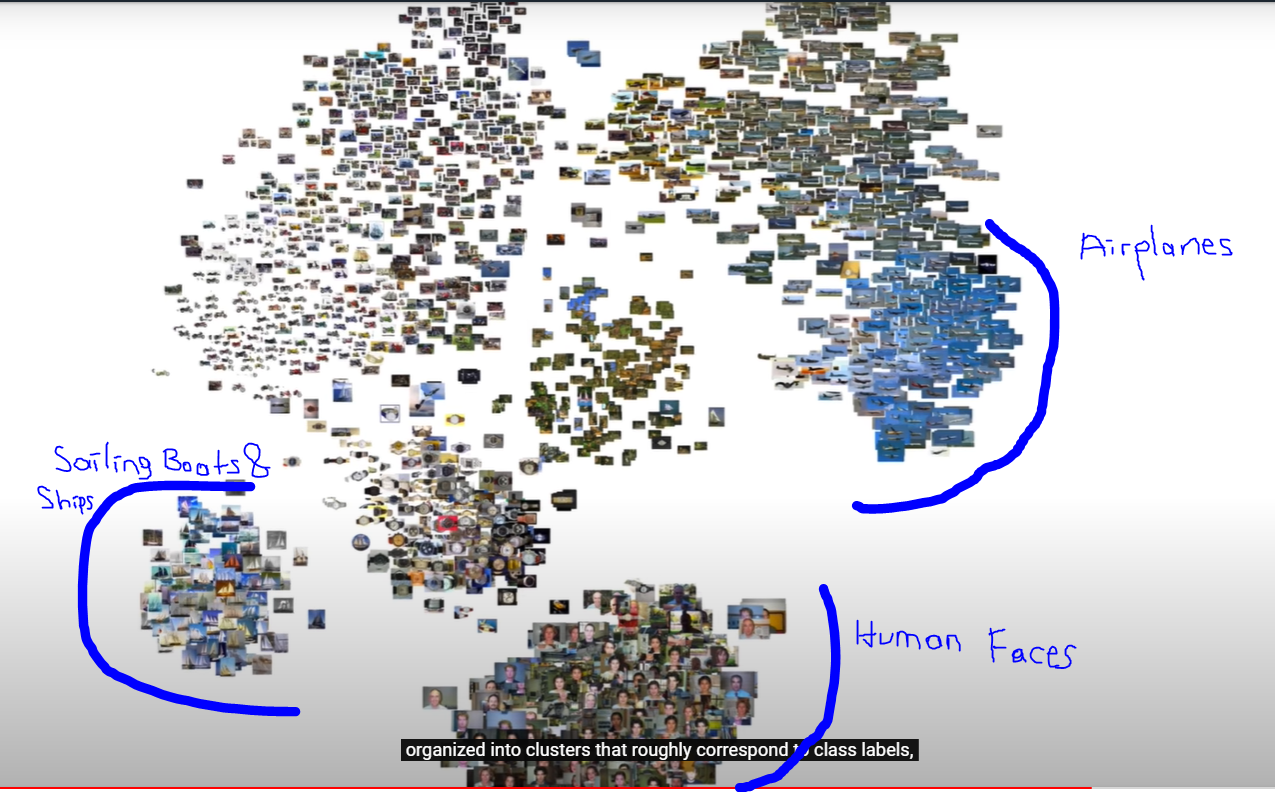 Airplanes
Sailing Boats &
Ships
Human Faces
organized into clusters that roughly correspond to class labels,